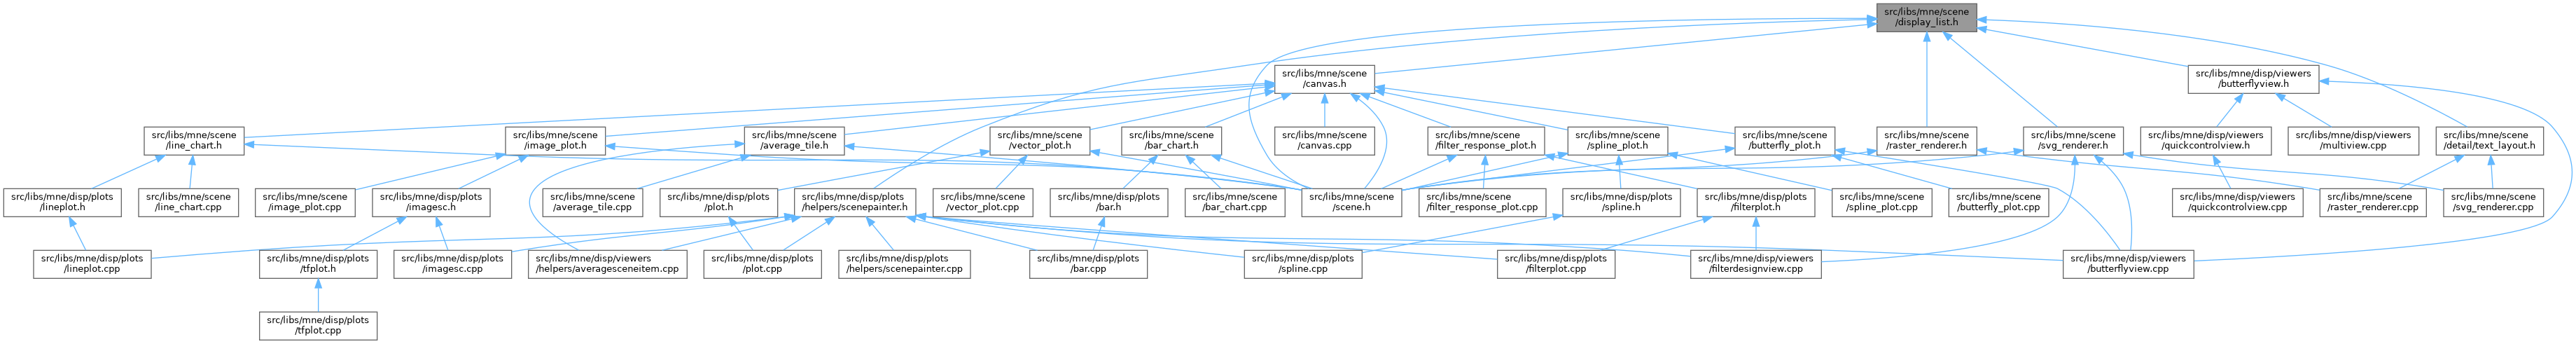 src/libs/mne/scene
/display_list.h
src/libs/mne/scene
/canvas.h
src/libs/mne/disp/viewers
/butterflyview.h
src/libs/mne/scene
/line_chart.h
src/libs/mne/scene
/image_plot.h
src/libs/mne/scene
/average_tile.h
src/libs/mne/scene
/vector_plot.h
src/libs/mne/scene
/bar_chart.h
src/libs/mne/scene
/canvas.cpp
src/libs/mne/scene
/filter_response_plot.h
src/libs/mne/scene
/spline_plot.h
src/libs/mne/scene
/butterfly_plot.h
src/libs/mne/scene
/raster_renderer.h
src/libs/mne/scene
/svg_renderer.h
src/libs/mne/disp/viewers
/quickcontrolview.h
src/libs/mne/disp/viewers
/multiview.cpp
src/libs/mne/scene
/detail/text_layout.h
src/libs/mne/disp/plots
/lineplot.h
src/libs/mne/scene
/line_chart.cpp
src/libs/mne/scene
/image_plot.cpp
src/libs/mne/disp/plots
/imagesc.h
src/libs/mne/scene
/average_tile.cpp
src/libs/mne/disp/plots
/plot.h
src/libs/mne/disp/plots
/helpers/scenepainter.h
src/libs/mne/scene
/vector_plot.cpp
src/libs/mne/disp/plots
/bar.h
src/libs/mne/scene
/bar_chart.cpp
src/libs/mne/scene
/scene.h
src/libs/mne/scene
/filter_response_plot.cpp
src/libs/mne/disp/plots
/spline.h
src/libs/mne/disp/plots
/filterplot.h
src/libs/mne/scene
/spline_plot.cpp
src/libs/mne/scene
/butterfly_plot.cpp
src/libs/mne/disp/viewers
/quickcontrolview.cpp
src/libs/mne/scene
/raster_renderer.cpp
src/libs/mne/scene
/svg_renderer.cpp
src/libs/mne/disp/plots
/lineplot.cpp
src/libs/mne/disp/plots
/tfplot.h
src/libs/mne/disp/plots
/imagesc.cpp
src/libs/mne/disp/viewers
/helpers/averagesceneitem.cpp
src/libs/mne/disp/plots
/plot.cpp
src/libs/mne/disp/plots
/helpers/scenepainter.cpp
src/libs/mne/disp/plots
/bar.cpp
src/libs/mne/disp/plots
/spline.cpp
src/libs/mne/disp/plots
/filterplot.cpp
src/libs/mne/disp/viewers
/filterdesignview.cpp
src/libs/mne/disp/viewers
/butterflyview.cpp
src/libs/mne/disp/plots
/tfplot.cpp